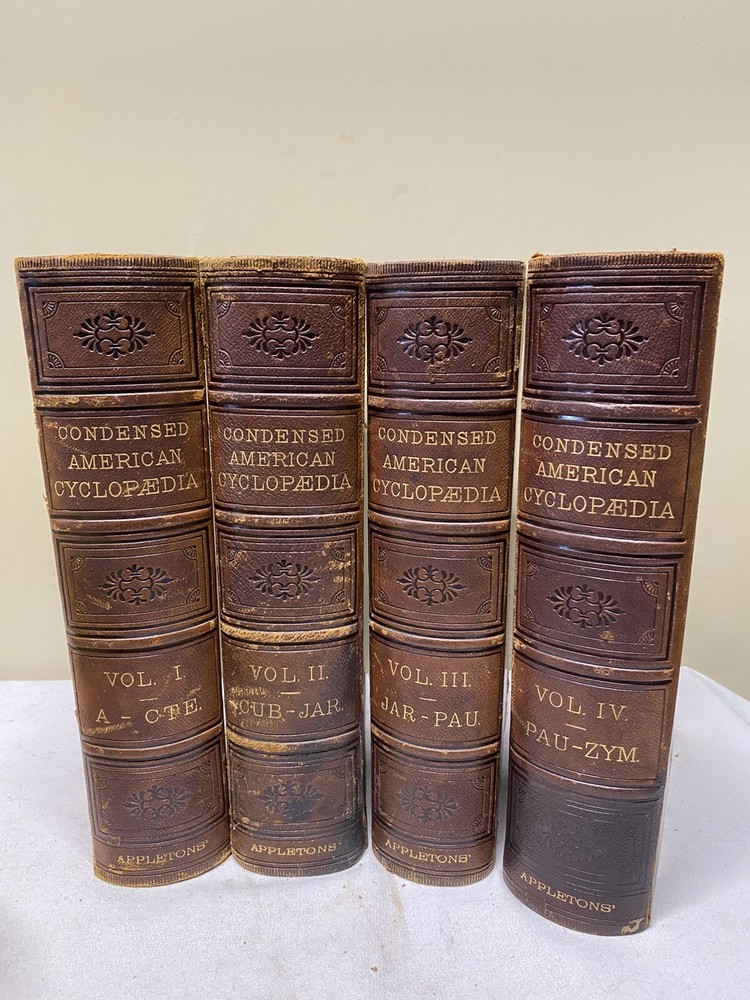 CONDENSED
AMERICAN
CYCLOPÆDIA
VOL. I.
A - CTE.
APPLETONS'
CONDENSED
AMERICAN
CYCLOPÆDIA
VOL. II.
CUB-JAR.
APPLETONS'
CONDENSED
AMERICAN
CYCLOPÆDIA
VOL. III.
JAR-PAU.
APPLETONS'
CONDENSED
AMERICAN
CYCLOPÆDIA
VOL. IV.
PAU-ZYM.
APPLETONS'